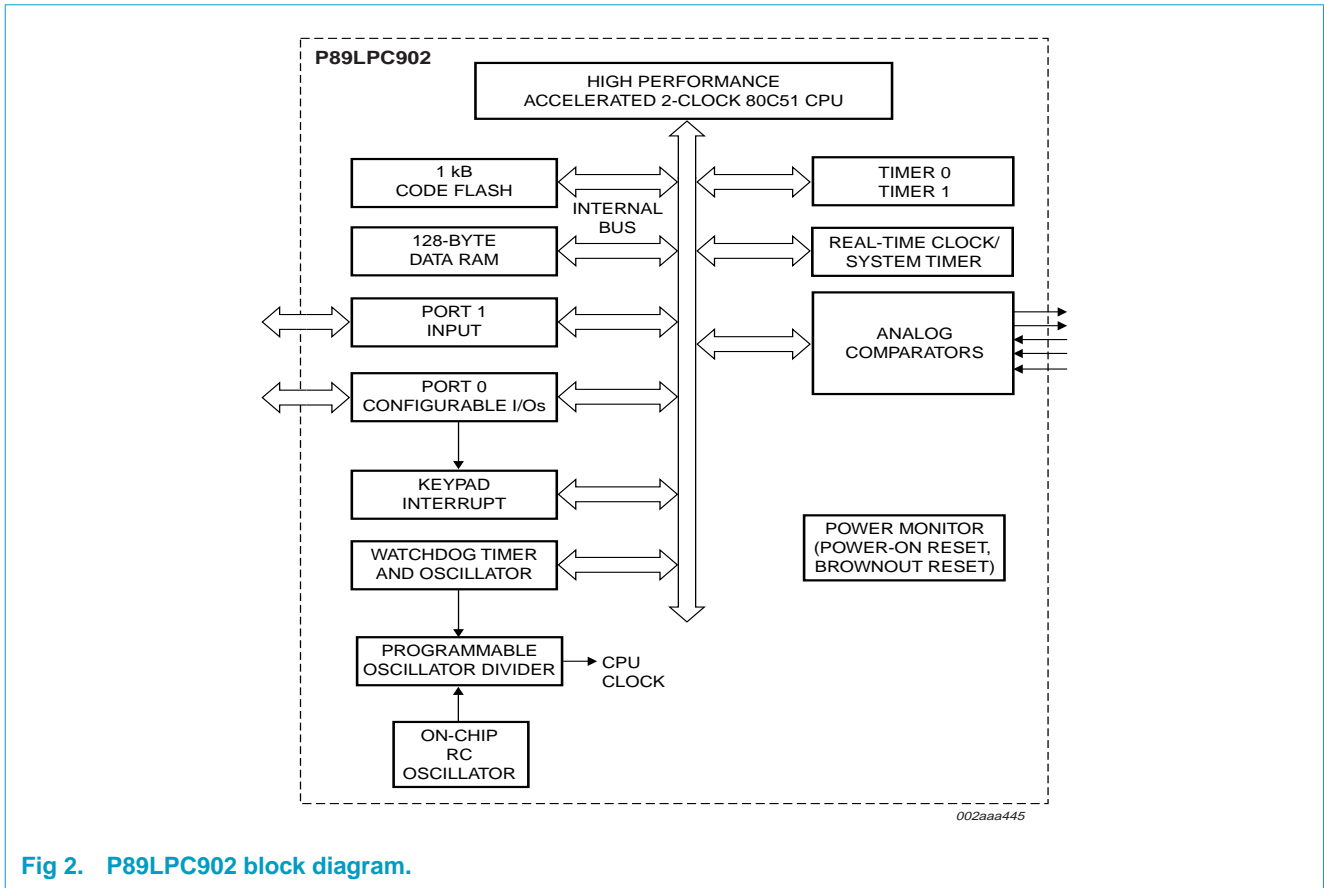 P89LPC902
HIGH PERFORMANCE
ACCELERATED 2-CLOCK 80C51 CPU
1 kB
CODE FLASH
INTERNAL
BUS
128-BYTE
DATA RAM
PORT 1
INPUT
PORT 0
CONFIGURABLE I/Os
KEYPAD
INTERRUPT
WATCHDOG TIMER
AND OSCILLATOR
PROGRAMMABLE
OSCILLATOR DIVIDER
CPU
CLOCK
ON-CHIP
RC
OSCILLATOR
TIMER 0
TIMER 1
REAL-TIME CLOCK/
SYSTEM TIMER
ANALOG
COMPARATORS
POWER MONITOR
(POWER-ON RESET,
BROWNOUT RESET)
002aaa445
Fig 2. P89LPC902 block diagram.